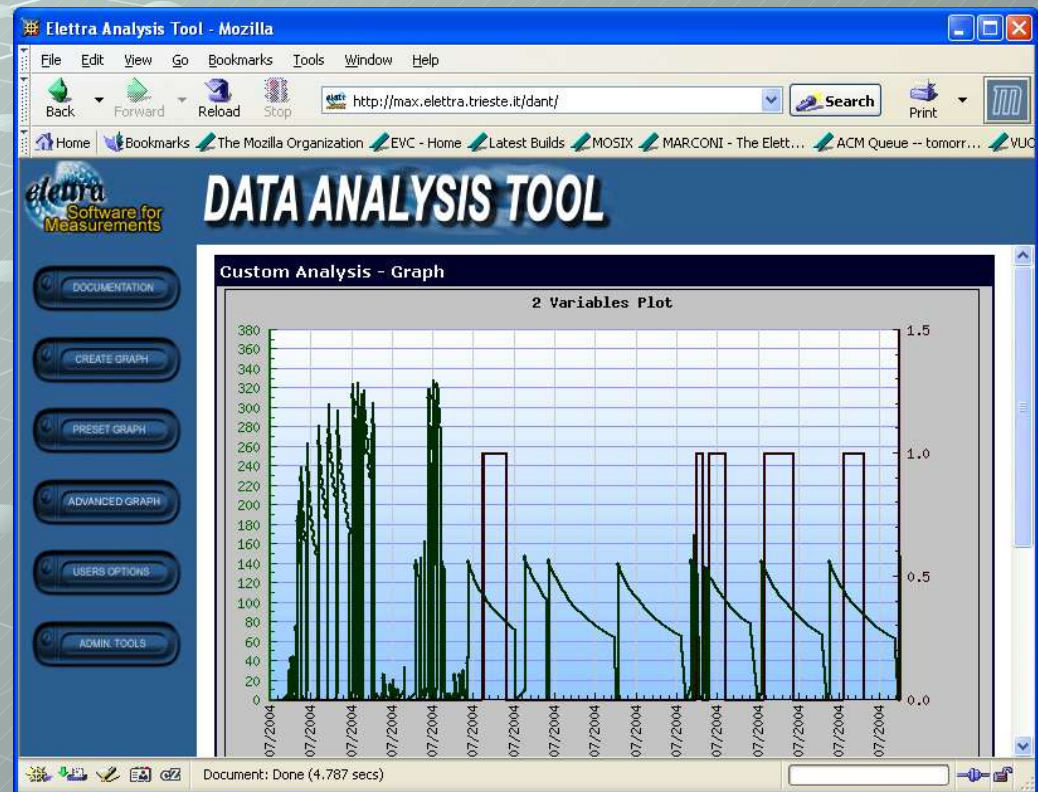 Elettra Analysis Tool - Mozilla
File Edit View Go Bookmarks Tools Window Help
Back Forward Reload Stop http://max.elettra.trieste.it/dant/ Search Print
Home Bookmarks The Mozilla Organization EVC - Home Latest Builds MOSIX MARCONI - The Elett... ACM Queue -- tomorr... VUO
elettra
Software for
Measurements
DATA ANALYSIS TOOL
DOCUMENTATION
CREATE GRAPH
PRESET GRAPH
ADVANCED GRAPH
USERS OPTIONS
ADMIN. TOOLS
Custom Analysis - Graph
2 Variables Plot
380
360
340
320
300
280
260
240
220
200
180
160
140
120
100
80
60
40
20
0
1.5
1.0
0.5
0.0
07/2004 07/2004 07/2004 07/2004 07/2004 07/2004 07/2004 07/2004 07/2004 07/2004 07/2004 07/2004 07/2004 07/2004 07/2004 07/2004
Document: Done (4.787 secs)